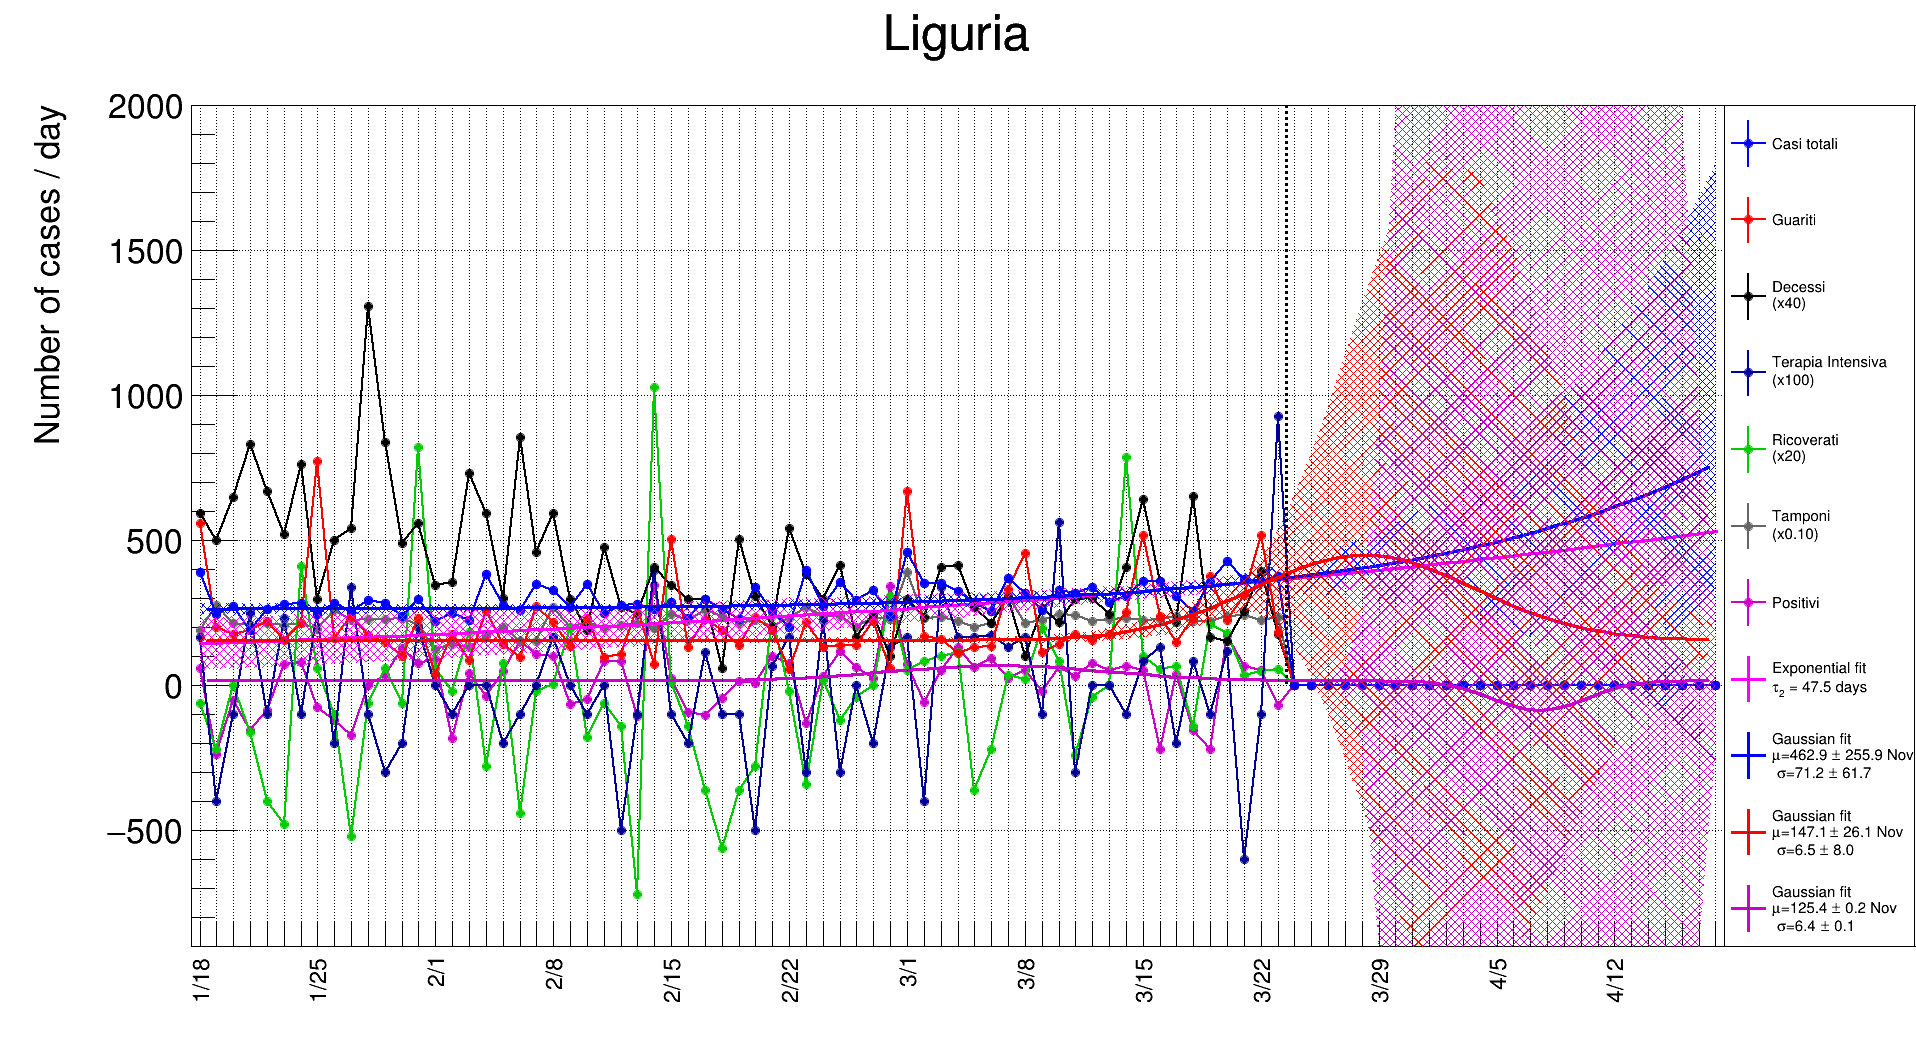 Liguria
Number of cases / day
2000
1500
1000
500
0
−500
1/18
1/25
2/1
2/8
2/15
2/22
3/1
3/8
3/15
3/22
3/29
4/5
4/12
Casi totali
Guariti
Decessi
(x40)
Terapia Intensiva
(x100)
Ricoverati
(x20)
Tamponi
(x0.10)
Positivi
Exponential fit
τ2 = 47.5 days
Gaussian fit
μ=462.9 ± 255.9 Nov
σ=71.2 ± 61.7
Gaussian fit
μ=147.1 ± 26.1 Nov
σ=6.5 ± 8.0
Gaussian fit
μ=125.4 ± 0.2 Nov
σ=6.4 ± 0.1